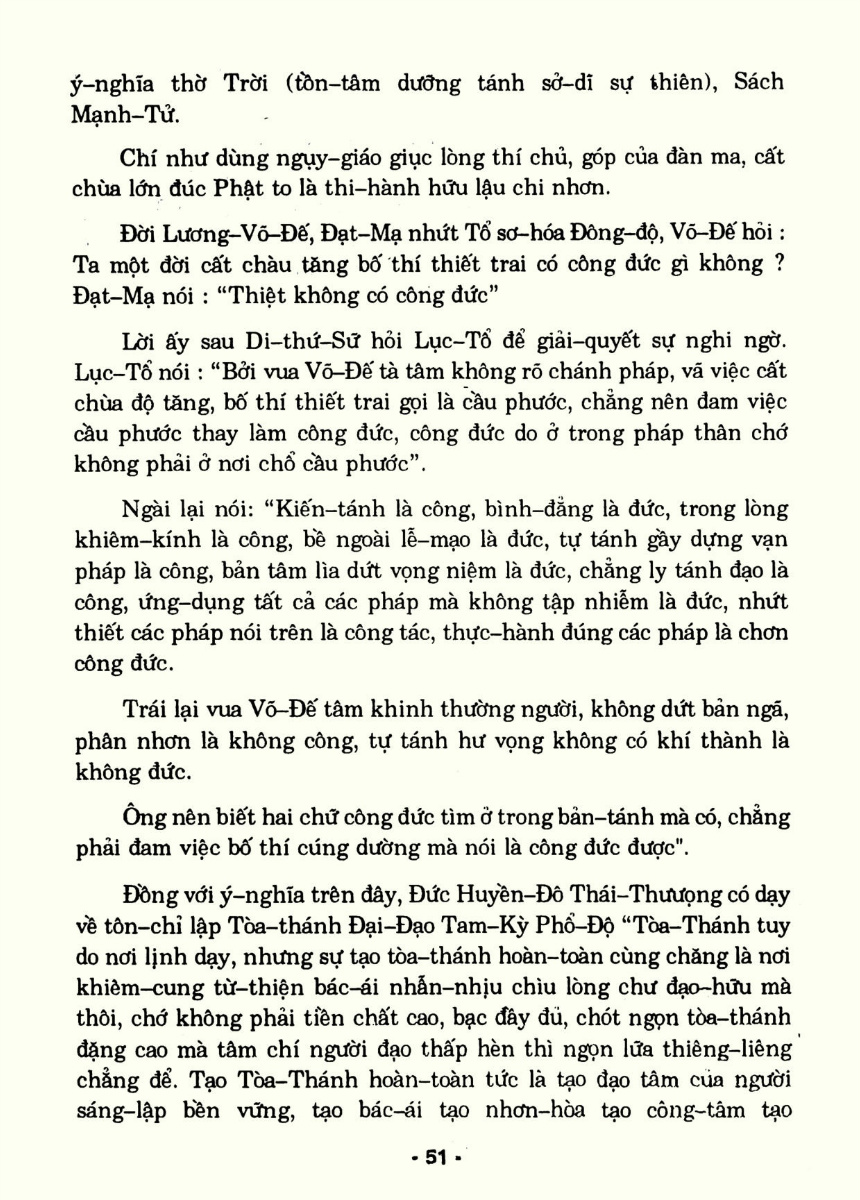 ý–nghĩa thờ Trời (tồn–tâm dưỡng tánh sở–dĩ sự thiên), Sách
Mạnh–Tử.
Chí như dùng ngụy–giáo giục lòng thí chủ, góp của đàn ma, cất
chùa lớn đúc Phật to là thi–hành hữu lậu chi nhơn.
Đời Lương–Võ–Đế, Đạt–Mạ nhứt Tổ sơ–hóa Đông–độ, Võ–Đế hỏi :
Ta một đời cất chàu tăng bố thí thiết trai có công đức gì không ?
Đạt–Mạ nói : “Thiệt không có công đức”
Lời ấy sau Di–thứ–Sữ hỏi Lục–Tổ để giải–quyết sự nghi ngờ.
Lục–Tổ nói : “Bởi vua Võ–Đế tà tâm không rõ chánh pháp, vã việc cất
chùa độ tăng, bố thí thiết trai gọi là cầu phước, chẳng nên đam việc
cầu phước thay làm công đức, công đức do ở trong pháp thân chớ
không phải ở nơi chổ cầu phước”.
Ngài lại nói: “Kiến–tánh là công, bình–đẳng là đức, trong lòng
khiêm–kính là công, bề ngoài lễ–mạo là đức, tự tánh gầy dựng vạn
pháp là công, bản tâm lìa dứt vọng niệm là đức, chẳng ly tánh đạo là
công, ứng–dụng tất cả các pháp mà không tập nhiễm là đức, nhứt
thiết các pháp nói trên là công tác, thực–hành đúng các pháp là chơn
công đức.
Trái lại vua Võ–Đế tâm khinh thường người, không dứt bản ngã,
phân nhơn là không công, tự tánh hư vọng không có khí thành là
không đức.
Ông nên biết hai chữ công đức tìm ở trong bản–tánh mà có, chẳng
phải đam việc bố thí cúng dường mà nói là công đức được".
Đồng với ý–nghĩa trên đây, Đức Huyền–Đô Thái–Thưuợng có dạy
về tôn–chỉ lập Tòa–thánh Đại–Đạo Tam–Kỳ Phổ–Độ “Tòa–Thánh tuy
do nơi lịnh dạy, nhưng sự tạo tòa–thánh hoàn–toàn cùng chăng là nơi
khiêm–cung từ–thiện bác–ái nhẫn–nhịu chìu lòng chư đạo–hữu mà
thôi, chớ không phải tiền chất cao, bạc đầy đủ, chót ngọn tòa–thánh
đặng cao mà tâm chí người đạo thấp hèn thì ngọn lửa thiêng–liêng
chẳng để. Tạo Tòa–Thánh hoàn–toàn tức là tạo đạo tâm của người
sáng–lập bền vững, tạo bác–ái tạo nhơn–hòa tạo công–tâm tạo
- 51 -